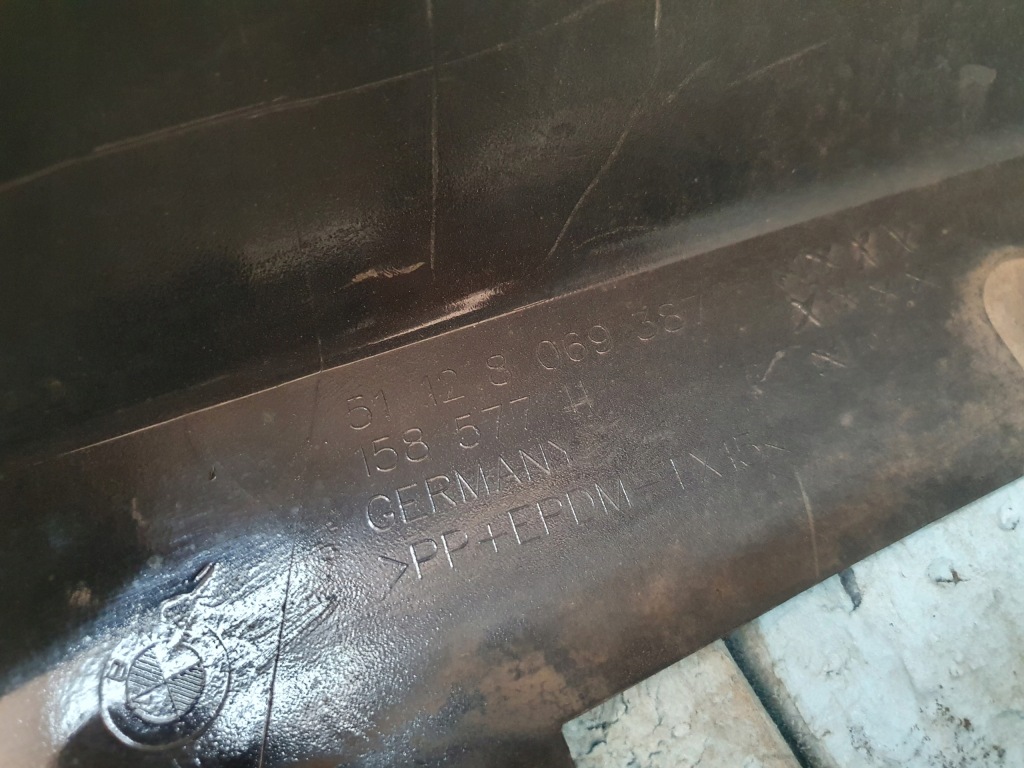 51 12 8 069 387
158 577 H
GERMANY
>PP+EPDM-TX15<